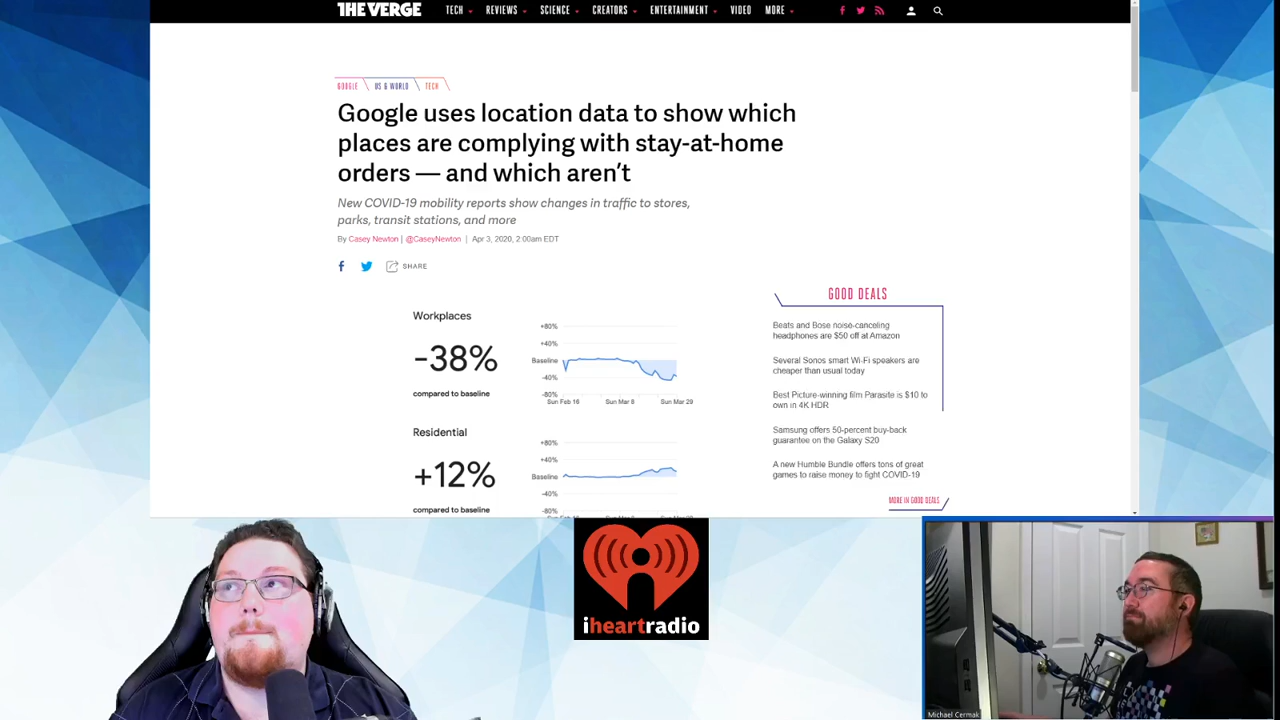 THE VERGE
TECH
REVIEWS
SCIENCE
CREATORS
ENTERTAINMENT
VIDEO
MORE
GOOGLE
US & WORLD
TECH
Google uses location data to show which
places are complying with stay-at-home
orders — and which aren't
New COVID-19 mobility reports show changes in traffic to stores,
parks, transit stations, and more
By Casey Newton | @CaseyNewton | Apr 3, 2020, 2:00am EDT
SHARE
Workplaces
-38%
compared to baseline
+80%
+40%
Baseline
-40%
-80%
Sun Feb 16
Sun Mar 8
Sun Mar 29
Residential
+12%
compared to baseline
+80%
+40%
Baseline
-40%
-80%
GOOD DEALS
Beats and Bose noise-canceling
headphones are $50 off at Amazon
Several Sonos smart Wi-Fi speakers are
cheaper than usual today
Best Picture-winning film Parasite is $10 to
own in 4K HDR
Samsung offers 50-percent buy-back
guarantee on the Galaxy S20
A new Humble Bundle offers tons of great
games to raise money to fight COVID-19
MORE IN GOOD DEALS
iheartradio
Michael Cermak